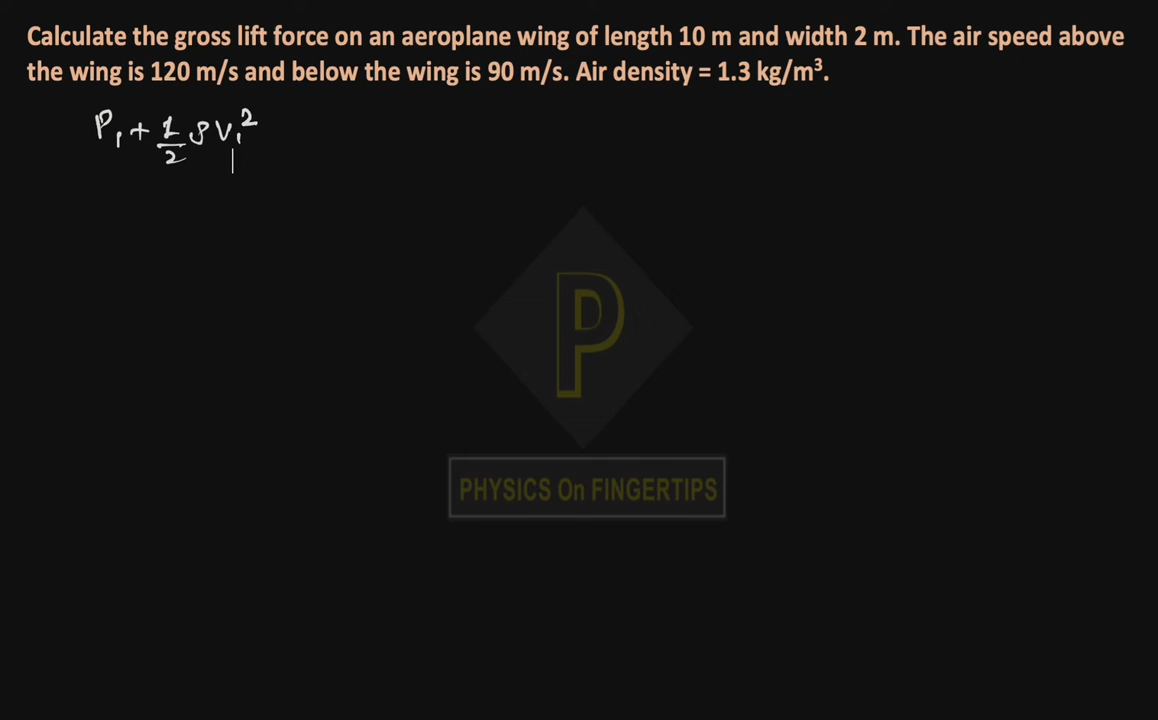 Calculate the gross lift force on an aeroplane wing of length 10 m and width 2 m. The air speed above
the wing is 120 m/s and below the wing is 90 m/s. Air density = 1.3 kg/m³.
P₁ + 1/2 ρv₁²
P
PHYSICS On FINGERTIPS